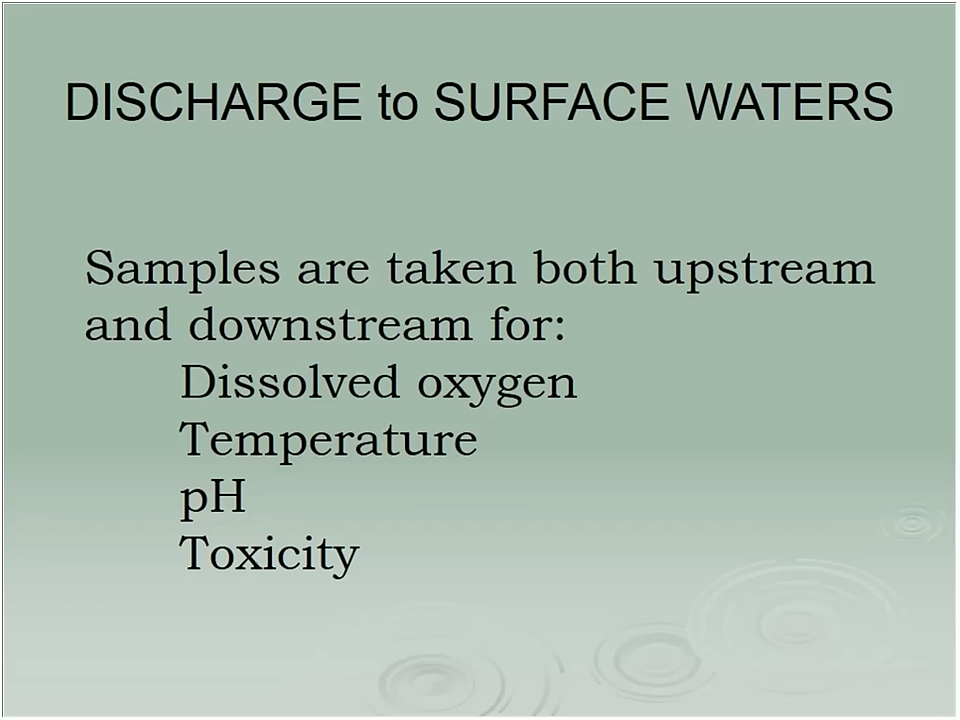 DISCHARGE to SURFACE WATERS
Samples are taken both upstream
and downstream for:
Dissolved oxygen
Temperature
pH
Toxicity